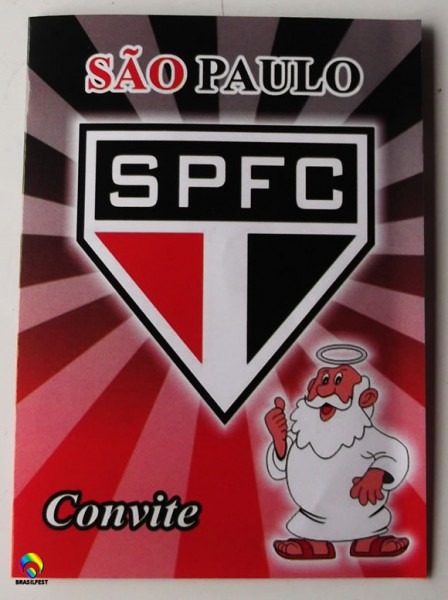 SÃO PAULO
SPFC
Convite
BRASILFEST